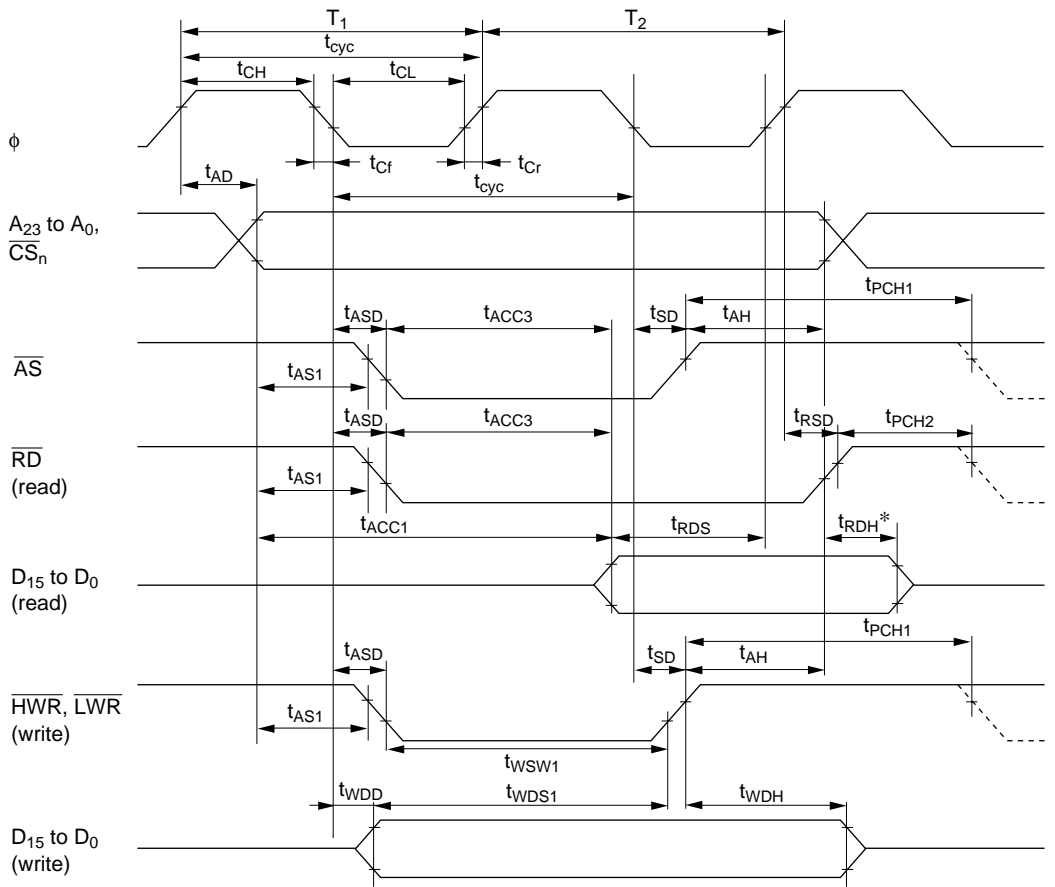 T1 T2
tcyc
tCH tCL
φ
tCf tCr
tAD tcyc
A23 to A0,
CSn
tPCH1
tASD tACC3 tSD tAH
AS
tAS1
tASD tACC3 tRSD tPCH2
RD
(read)
tAS1
tACC1 tRDS tRDH*
D15 to D0
(read)
tPCH1
tASD tSD tAH
HWR, LWR
(write)
tAS1
tWSW1
tWDD tWDS1 tWDH
D15 to D0
(write)